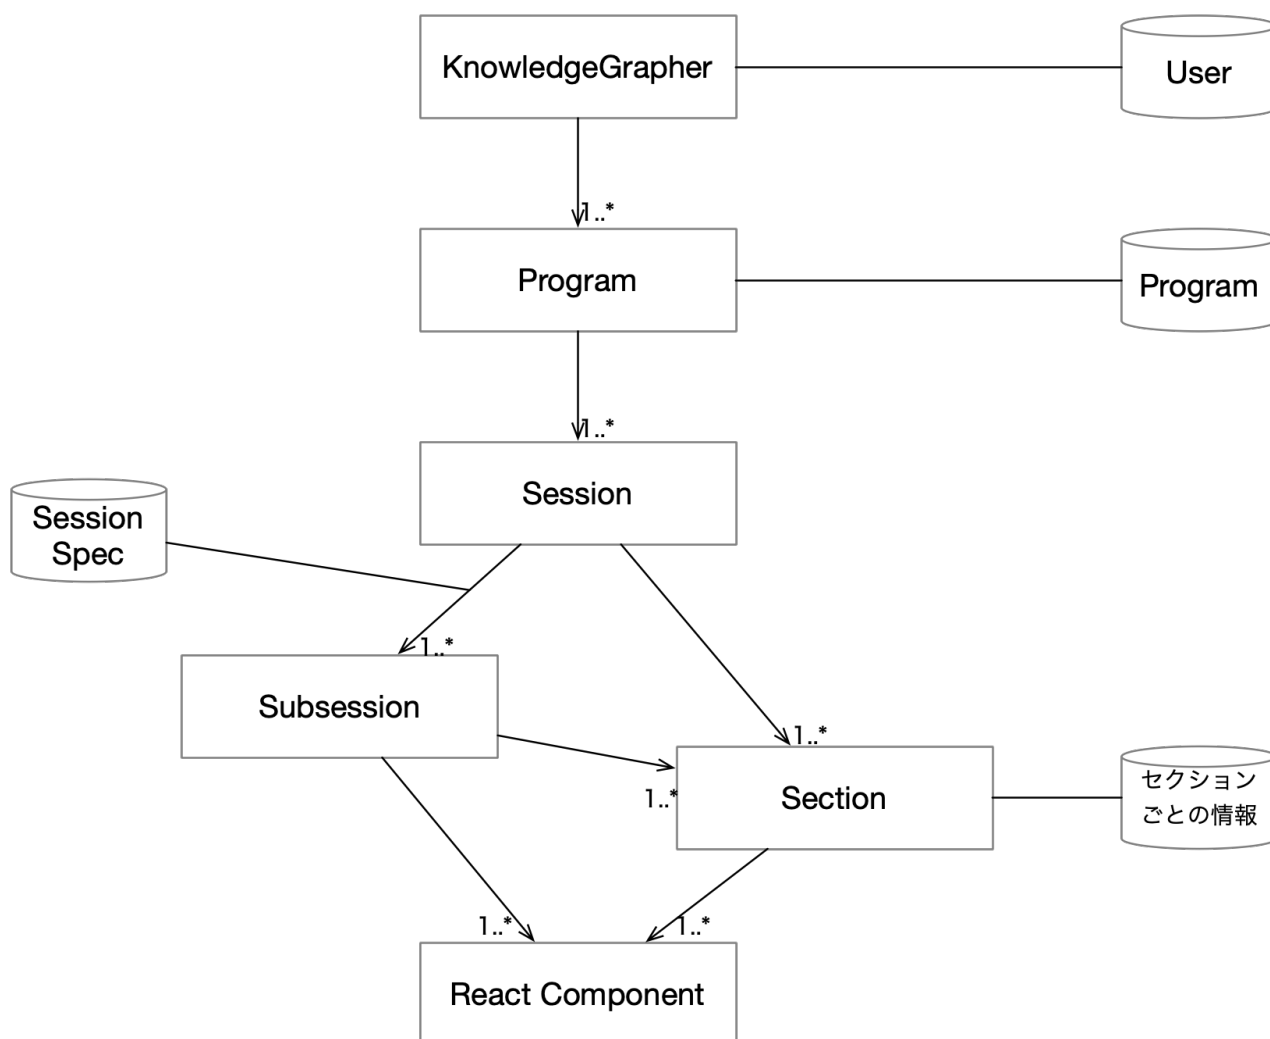 KnowledgeGrapher
User
1..*
Program
Program
1..*
Session
Session
Spec
1..*
Subsession
1..*
1..*
Section
セクション
ごとの情報
1..*
1..*
React Component